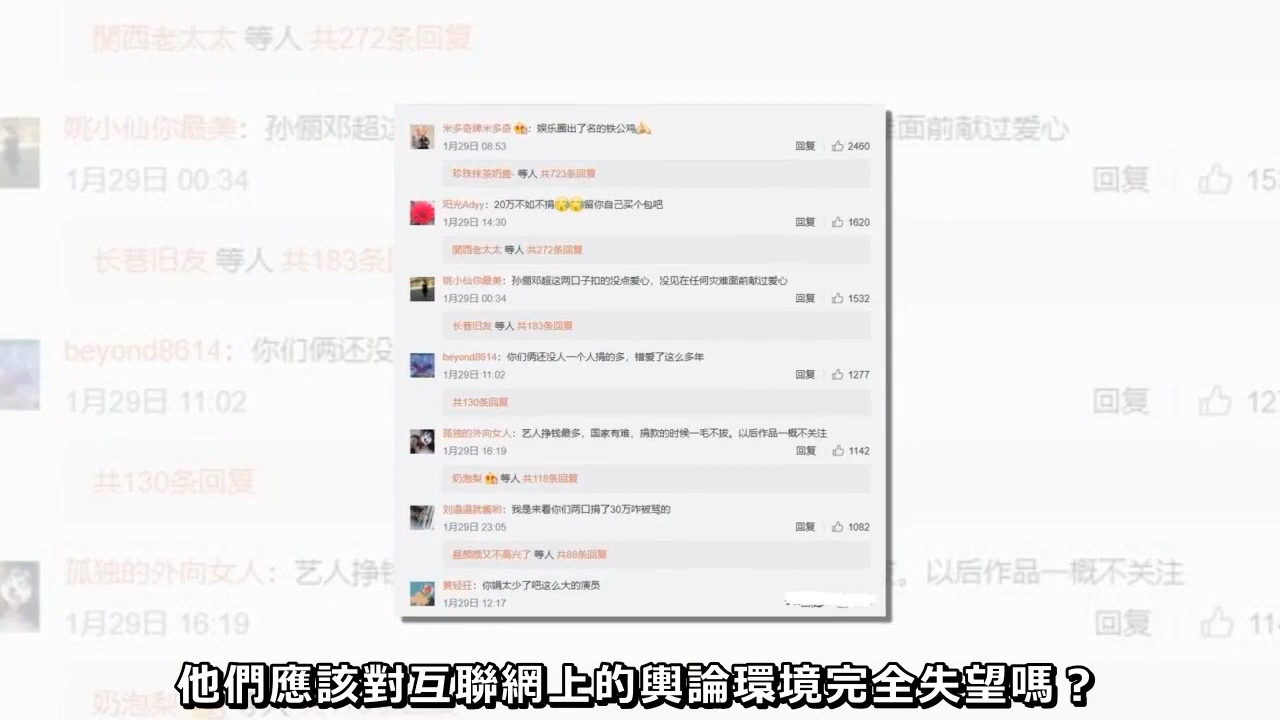 関西老太太 等人 共272条回复
姚小仙你最美：孙俪邓超这
面前献过爱心
1月29日 00:34
回复
153
长巷旧友 等人 共183条回
beyond8614：你们俩还没
1月29日 11:02
回复
127
共130条回复
孤独的外向女人：艺人挣钱
。以后作品一概不关注
1月29日 16:19
回复
114
奶泡梨
米多奇牌米多奇：娱乐圈出了名的铁公鸡
1月29日 08:53 回复 2460
珍珠抹茶奶盖- 等人 共723条回复
阳光Adyy：20万不如不捐留你自己买个包吧
1月29日 14:30 回复 1620
関西老太太 等人 共272条回复
姚小仙你最美：孙俪邓超这两口子扣的没点爱心，没见在任何灾难面前献过爱心
1月29日 00:34 回复 1532
长巷旧友 等人 共183条回复
beyond8614：你们俩还没人一个人捐的多，错爱了这么多年
1月29日 11:02 回复 1277
共130条回复
孤独的外向女人：艺人挣钱最多，国家有难，捐款的时候一毛不拔。以后作品一概不关注
1月29日 16:19 回复 1142
奶泡梨 等人 共118条回复
我是来看你们两口捐了30万咋被骂的
1月29日 23:05 回复 1082
又不高兴了 等人 共88条回复
黄轻狂：你娟太少了吧这么大的演员
1月29日 12:17
他們應該對互聯網上的輿論環境完全失望嗎？